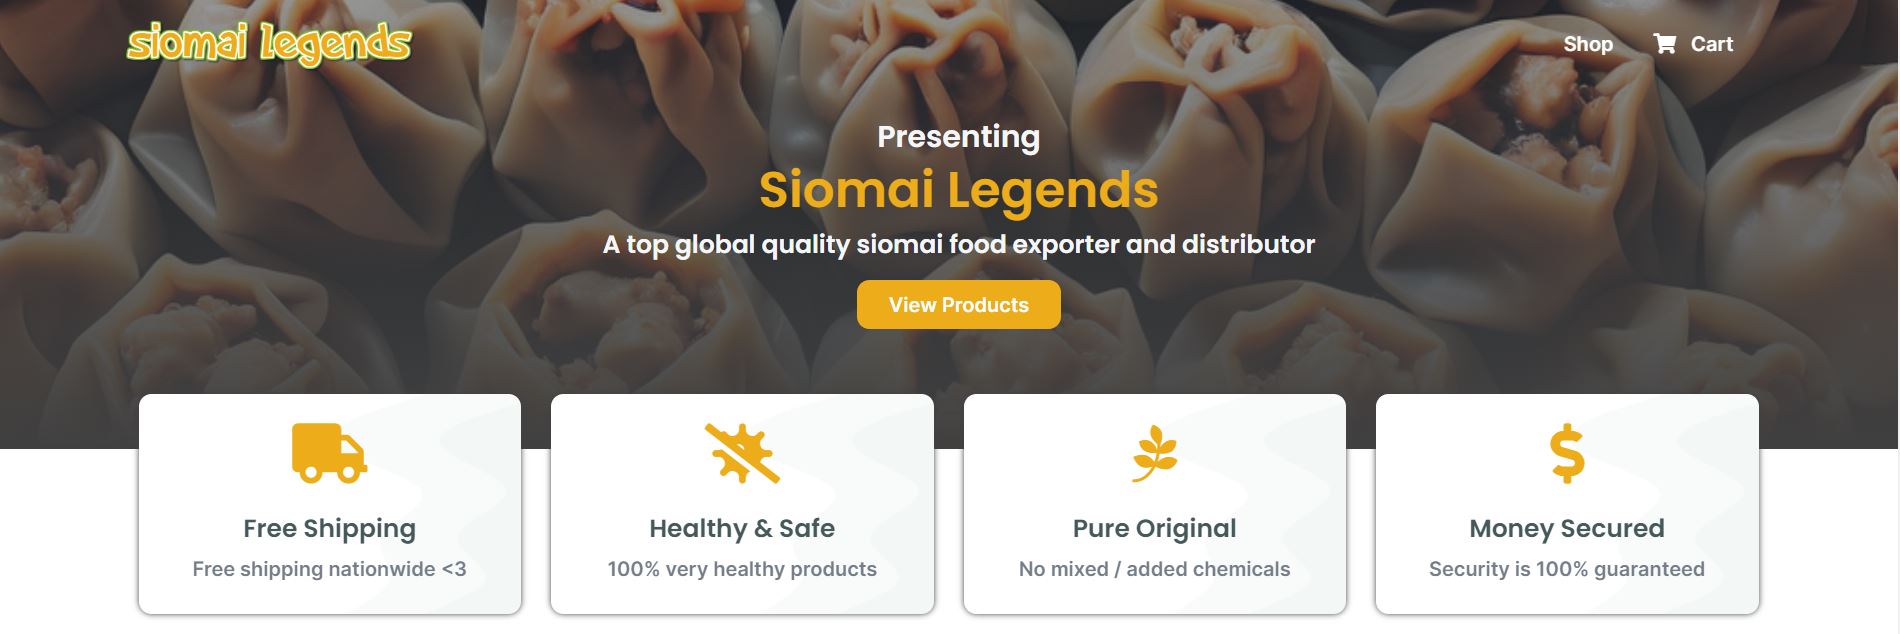 siomai legends
Shop
Cart
Presenting
Siomai Legends
A top global quality siomai food exporter and distributor
View Products
Free Shipping
Free shipping nationwide <3
Healthy & Safe
100% very healthy products
Pure Original
No mixed / added chemicals
Money Secured
Security is 100% guaranteed